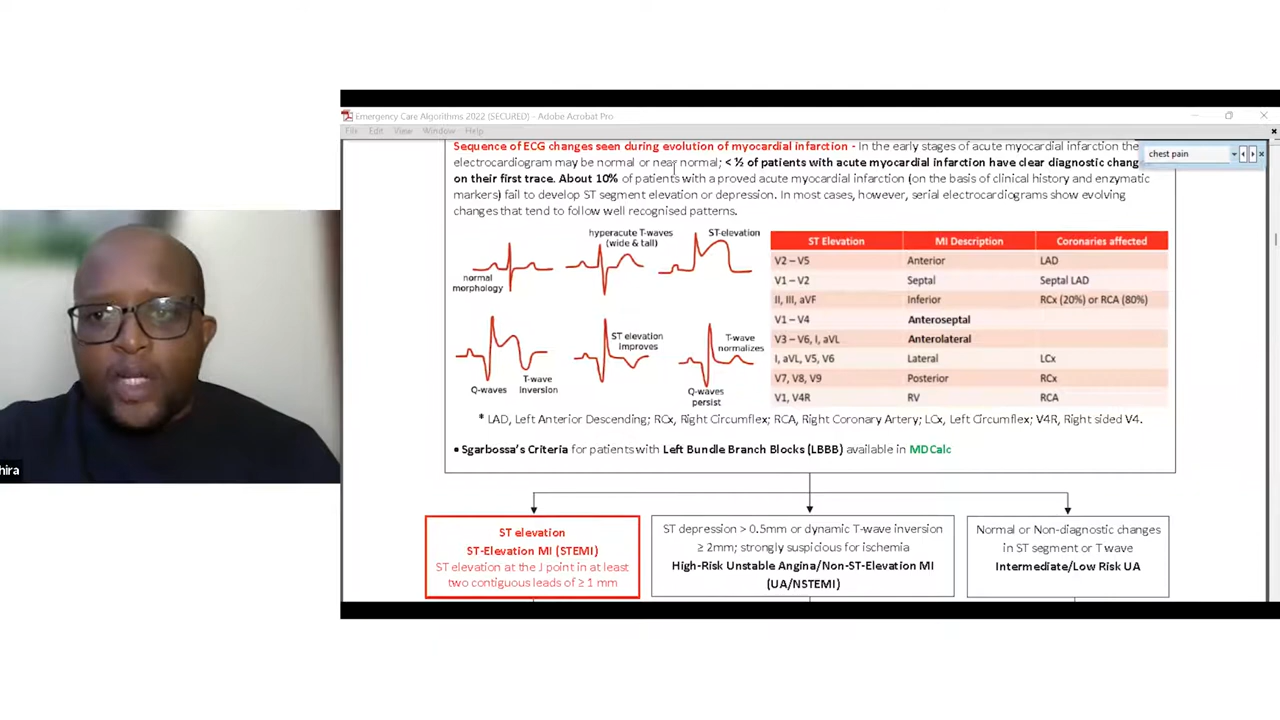 Emergency Care Algorithms 2022 (SECURED) - Adobe Acrobat Pro
File Edit View Window Help
chest pain
Sequence of ECG changes seen during evolution of myocardial infarction - In the early stages of acute myocardial infarction the
electrocardiogram may be normal or near normal; < ½ of patients with acute myocardial infarction have clear diagnostic chang
on their first trace. About 10% of patients with a proved acute myocardial infarction (on the basis of clinical history and enzymatic
markers) fail to develop ST segment elevation or depression. In most cases, however, serial electrocardiograms show evolving
changes that tend to follow well recognised patterns.
normal
morphology
hyperacute T-waves
(wide & tall)
ST-elevation
Q-waves
T-wave
inversion
ST elevation
improves
T-wave
normalizes
Q-waves
persist
ST Elevation MI Description Coronaries affected
V2 – V5 Anterior LAD
V1 – V2 Septal Septal LAD
II, III, aVF Inferior RCx (20%) or RCA (80%)
V1 – V4 Anteroseptal
V3 – V6, I, aVL Anterolateral
I, aVL, V5, V6 Lateral LCx
V7, V8, V9 Posterior RCx
V1, V4R RV RCA
* LAD, Left Anterior Descending; RCx, Right Circumflex; RCA, Right Coronary Artery; LCx, Left Circumflex; V4R, Right sided V4.
• Sgarbossa's Criteria for patients with Left Bundle Branch Blocks (LBBB) available in MDCalc
hira
ST elevation
ST-Elevation MI (STEMI)
ST elevation at the J point in at least
two contiguous leads of ≥ 1 mm
ST depression > 0.5mm or dynamic T-wave inversion
≥ 2mm; strongly suspicious for ischemia
High-Risk Unstable Angina/Non-ST-Elevation MI
(UA/NSTEMI)
Normal or Non-diagnostic changes
in ST segment or T wave
Intermediate/Low Risk UA